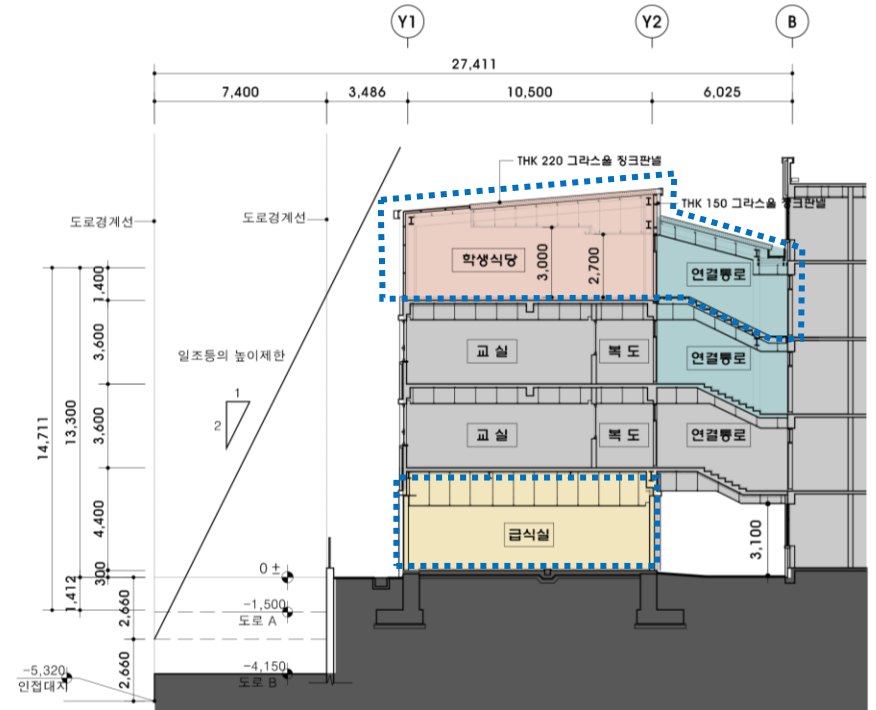 Y1
Y2
B
27,411
7,400
3,486
10,500
6,025
THK 220 그라스울 징크판넬
THK 150 그라스울 징크판넬
도로경계선
도로경계선
학생식당
3,000
2,700
연결통로
1,400
3,600
3,600
4,400
300
13,300
14,711
1,412
일조등의 높이제한
1
2
교 실
복 도
연결통로
교 실
복 도
연결통로
급식실
3,100
0 ±
-1,500
도로 A
2,660
2,660
-4,150
도로 B
-5,320
인접대지